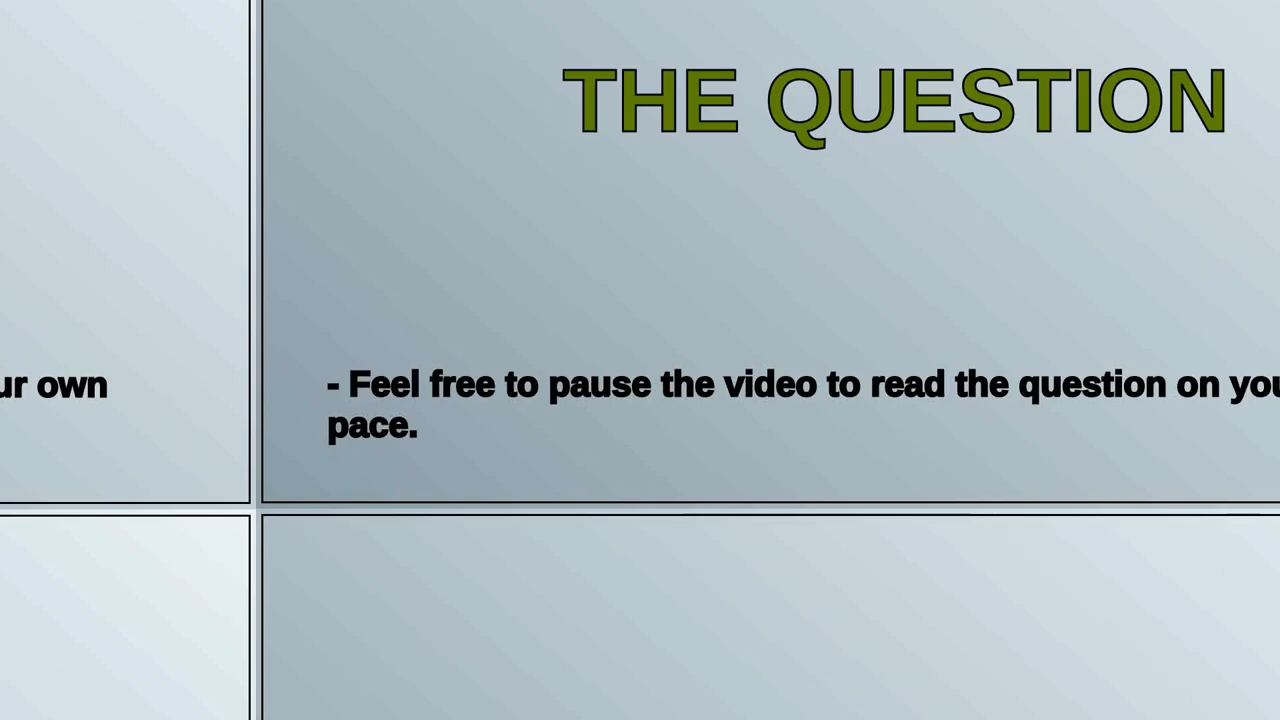 THE QUESTION
ur own
- Feel free to pause the video to read the question on you
pace.